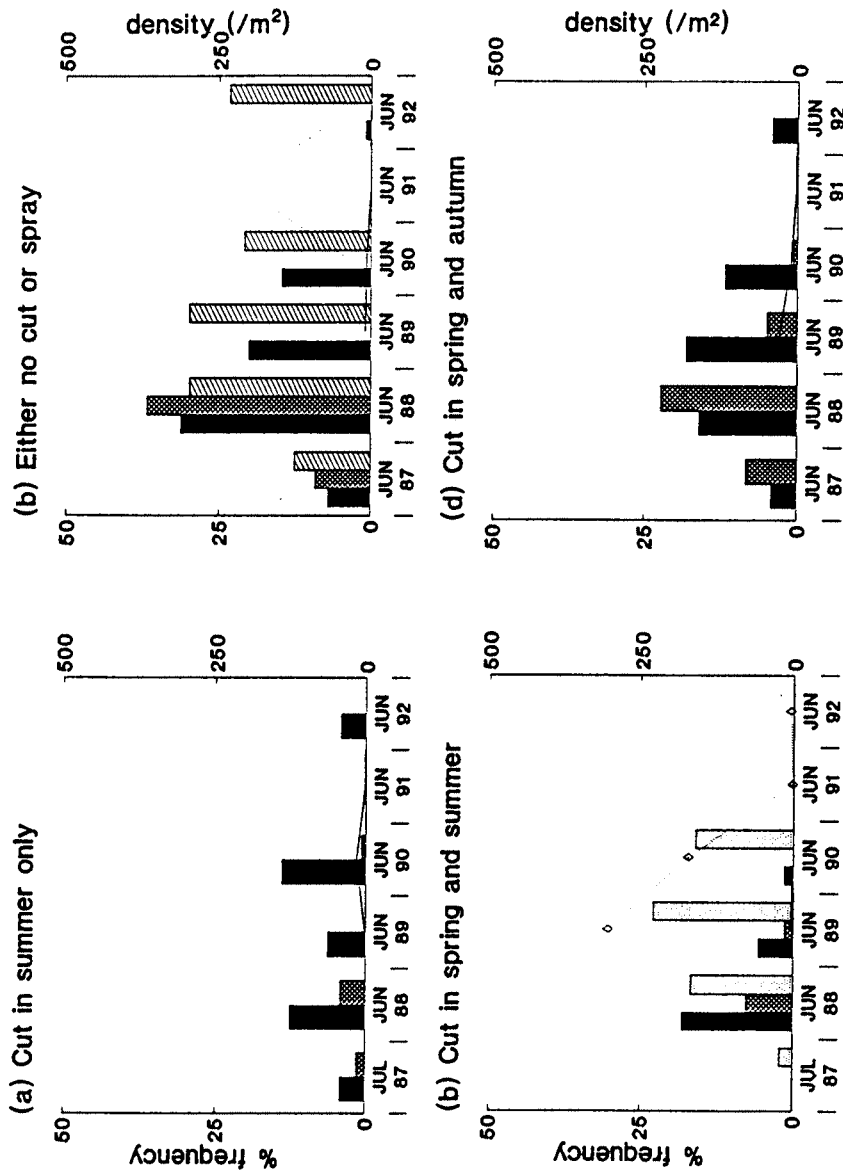 (a) Cut in summer only
% frequency
50
25
0
500
250
0
JUL JUN JUN JUN JUN JUN
87 88 89 90 91 92
(b) Either no cut or spray
50
25
0
500
250
0
density (/m²)
JUN JUN JUN JUN JUN JUN
87 88 89 90 91 92
(b) Cut in spring and summer
% frequency
50
25
0
500
250
0
JUL JUN JUN JUN JUN JUN
87 88 89 90 91 92
(d) Cut in spring and autumn
50
25
0
500
250
0
density (/m²)
JUN JUN JUN JUN JUN JUN
87 88 89 90 91 92